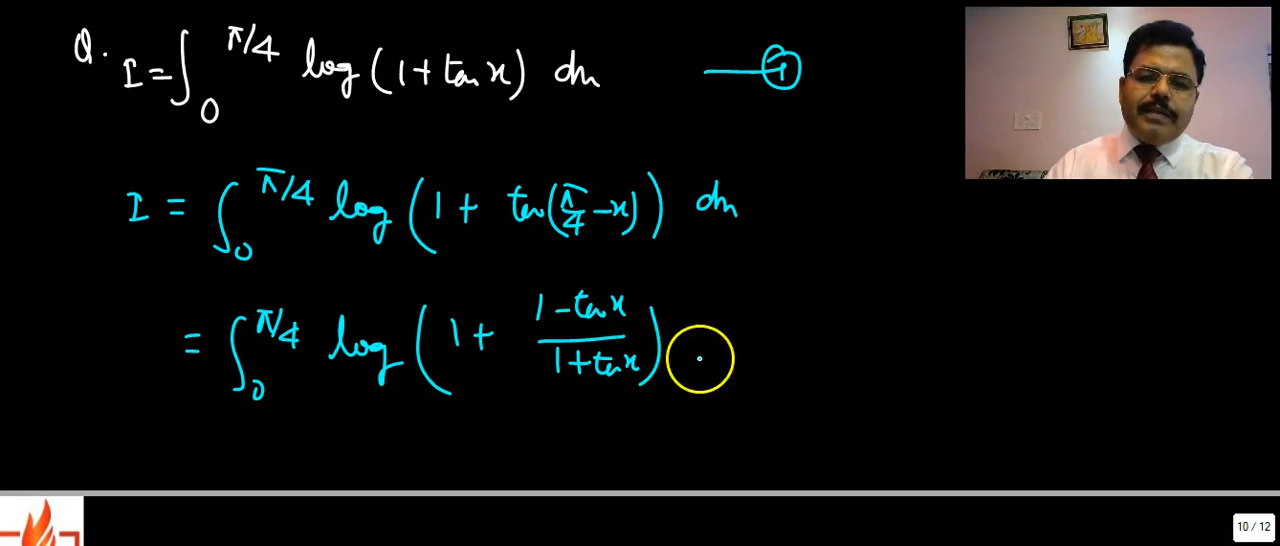 Q. I = ∫₀^π/4 log (1 + tan x) dx —— ①
I = ∫₀^π/4 log (1 + tan(π/4 − x)) dx
= ∫₀^π/4 log (1 + (1 − tan x)/(1 + tan x))
10 / 12